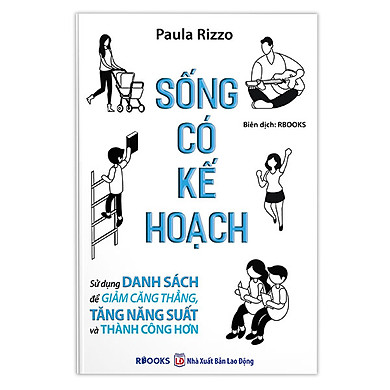 Paula Rizzo
SỐNG
CÓ
KẾ
HOẠCH
Biên dịch: RBOOKS
Sử dụng DANH SÁCH
để GIẢM CĂNG THẲNG,
TĂNG NĂNG SUẤT
và THÀNH CÔNG HƠN
RBOOKS LĐ Nhà Xuất Bản Lao Động